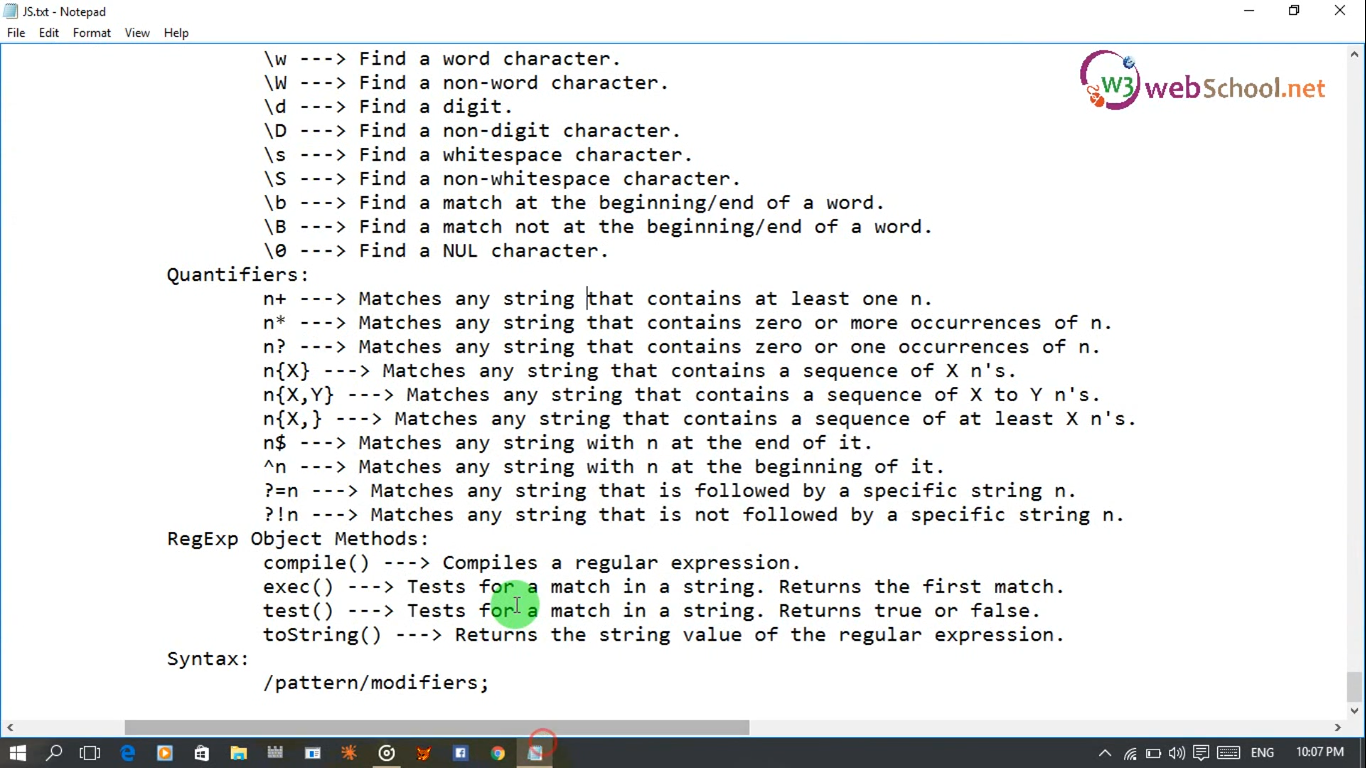 JS.txt - Notepad
File Edit Format View Help
\w ---> Find a word character.
\W ---> Find a non-word character.
\d ---> Find a digit.
\D ---> Find a non-digit character.
\s ---> Find a whitespace character.
\S ---> Find a non-whitespace character.
\b ---> Find a match at the beginning/end of a word.
\B ---> Find a match not at the beginning/end of a word.
\0 ---> Find a NUL character.
Quantifiers:
n+ ---> Matches any string that contains at least one n.
n* ---> Matches any string that contains zero or more occurrences of n.
n? ---> Matches any string that contains zero or one occurrences of n.
n{X} ---> Matches any string that contains a sequence of X n's.
n{X,Y} ---> Matches any string that contains a sequence of X to Y n's.
n{X,} ---> Matches any string that contains a sequence of at least X n's.
n$ ---> Matches any string with n at the end of it.
^n ---> Matches any string with n at the beginning of it.
?=n ---> Matches any string that is followed by a specific string n.
?!n ---> Matches any string that is not followed by a specific string n.
RegExp Object Methods:
compile() ---> Compiles a regular expression.
exec() ---> Tests for a match in a string. Returns the first match.
test() ---> Tests for a match in a string. Returns true or false.
toString() ---> Returns the string value of the regular expression.
Syntax:
/pattern/modifiers;
W3 webSchool.net
ENG 10:07 PM